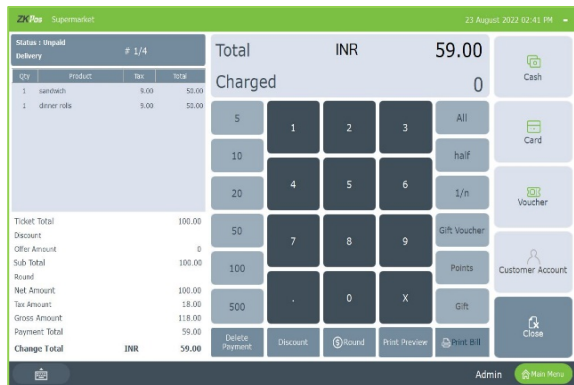 ZKPos Supermarket 23 August 2022 02:41 PM
Status : Unpaid
Delivery
# 1/4
Qty Product Tax Total
1 sandwich 9.00 50.00
1 dinner rolls 9.00 50.00
Ticket Total 100.00
Discount
Offer Amount 0
Sub Total 100.00
Round
Net Amount 100.00
Tax Amount 18.00
Gross Amount 118.00
Payment Total 59.00
Change Total INR 59.00
Total INR 59.00
Charged 0
5 1 2 3 All
10 half
20 4 5 6 1/n
50 7 8 9 Gift Voucher
100 Points
500 . 0 X Gift
Delete
Payment
Discount
Round
Print Preview
Print Bill
Cash
Card
Voucher
Customer Account
Close
Admin Main Menu